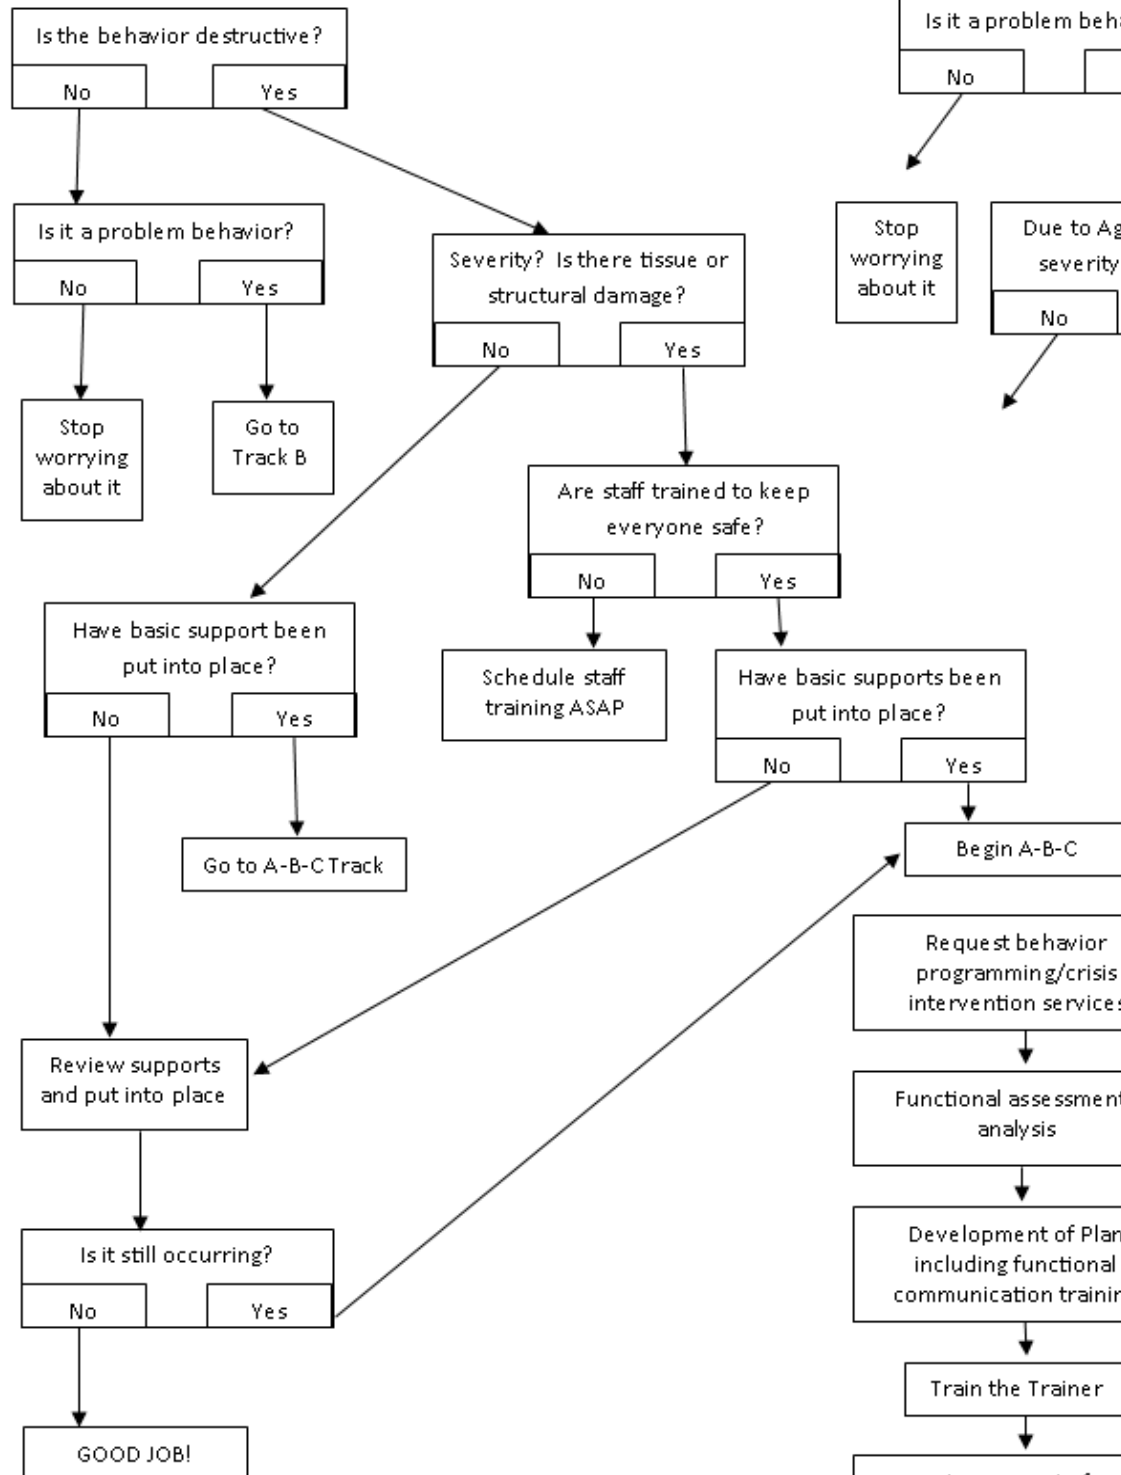 Is the behavior destructive?
No
Yes
Is it a problem
No
Is it a problem behavior?
No
Yes
Severity?  Is there tissue or
structural damage?
No
Yes
Stop
worrying
about it
Due to
severity
No
Stop
worrying
about it
Go to
Track B
Are staff trained to keep
everyone safe?
No
Yes
Have basic support been
put into place?
No
Yes
Schedule staff
training ASAP
Have basic supports been
put into place?
No
Yes
Go to A-B-C Track
Begin A-B-C
Request behavior
programming/crisis
intervention services
Functional assessment
analysis
Review supports
and put into place
Development of Plan
including functional
communication
Is it still occurring?
No
Yes
Train the Trainer
GOOD JOB!